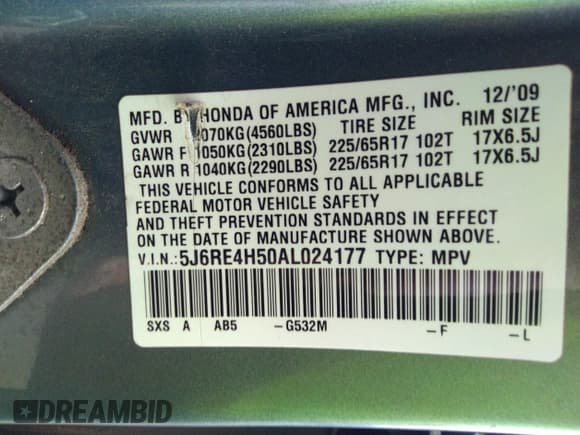 MFD. BY HONDA OF AMERICA MFG., INC. 12/'09
GVWR 2070KG(4560LBS) TIRE SIZE RIM SIZE
GAWR F 1050KG(2310LBS) 225/65R17 102T 17X6.5J
GAWR R 1040KG(2290LBS) 225/65R17 102T 17X6.5J
THIS VEHICLE CONFORMS TO ALL APPLICABLE
FEDERAL MOTOR VEHICLE SAFETY
AND THEFT PREVENTION STANDARDS IN EFFECT
ON THE DATE OF MANUFACTURE SHOWN ABOVE.
V.I.N.: 5J6RE4H50AL024177 TYPE: MPV
SXS A AB5 -G532M -F -L
DREAMBID